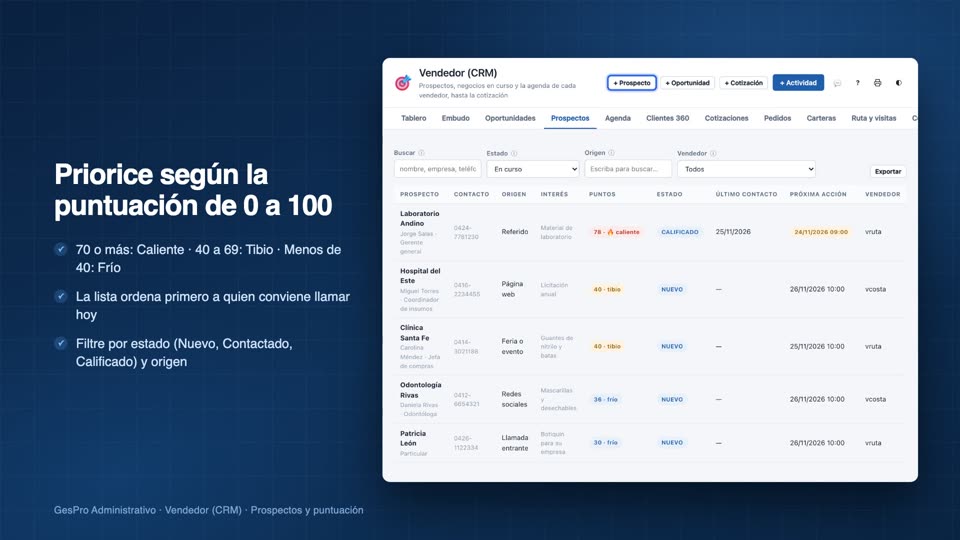 Priorice según la
puntuación de 0 a 100
70 o más: Caliente · 40 a 69: Tibio · Menos de
40: Frío
La lista ordena primero a quien conviene llamar
hoy
Filtre por estado (Nuevo, Contactado,
Calificado) y origen
GesPro Administrativo · Vendedor (CRM) · Prospectos y puntuación
Vendedor (CRM)
Prospectos, negocios en curso y la agenda de cada
vendedor, hasta la cotización
+ Prospecto
+ Oportunidad
+ Cotización
+ Actividad
?
Tablero Embudo Oportunidades Prospectos Agenda Clientes 360 Cotizaciones Pedidos Carteras Ruta y visitas
Buscar Estado Origen Vendedor
nombre, empresa, teléfo En curso Escriba para buscar... Todos
Exportar
PROSPECTO CONTACTO ORIGEN INTERÉS PUNTOS ESTADO ÚLTIMO CONTACTO PRÓXIMA ACCIÓN VENDEDOR
Laboratorio
Andino
Jorge Salas ·
Gerente
general
0424-
7781230
Referido
Material de
laboratorio
78 · 🔥 caliente
CALIFICADO
25/11/2026
24/11/2026 09:00
vruta
Hospital del
Este
Miguel Torres
· Coordinador
de insumos
0416-
2234455
Página
web
Licitación
anual
40 · tibio
NUEVO
—
26/11/2026 10:00
vcosta
Clínica
Santa Fe
Carolina
Méndez · Jefa
de compras
0414-
3021188
Feria o
evento
Guantes de
nitrilo y
batas
40 · tibio
NUEVO
—
25/11/2026 10:00
vruta
Odontología
Rivas
Daniela Rivas
· Odontóloga
0412-
6654321
Redes
sociales
Mascarillas
y
desechables
36 · frío
NUEVO
—
26/11/2026 10:00
vcosta
Patricia
León
Particular
0426-
1122334
Llamada
entrante
Botiquín
para su
empresa
30 · frío
NUEVO
—
26/11/2026 10:00
vruta